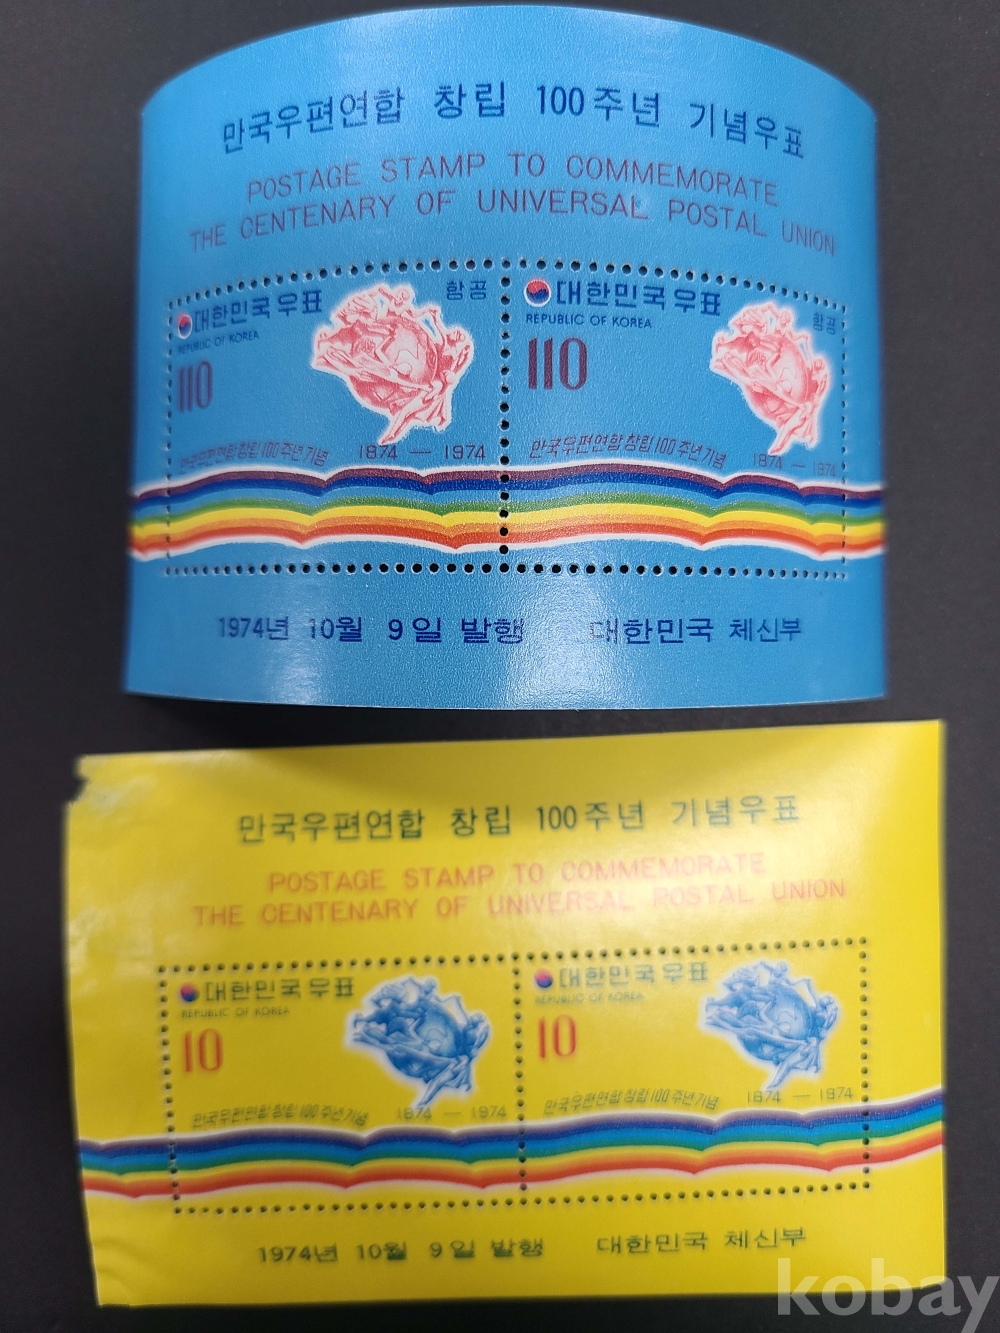 만국우편연합 창립 100주년 기념우표
POSTAGE STAMP TO COMMEMORATE
THE CENTENARY OF UNIVERSAL POSTAL UNION
대한민국우표 항공
REPUBLIC OF KOREA
110
만국우편연합창립100주년기념 1874 — 1974
대한민국우표 항공
REPUBLIC OF KOREA
110
만국우편연합창립100주년기념 1874 — 1974
1974년 10월 9일 발행 대한민국 체신부
만국우편연합 창립 100주년 기념우표
POSTAGE STAMP TO COMMEMORATE
THE CENTENARY OF UNIVERSAL POSTAL UNION
대한민국우표
REPUBLIC OF KOREA
10
만국우편연합창립100주년기념 1874 — 1974
대한민국우표
REPUBLIC OF KOREA
10
만국우편연합창립100주년기념 1874 — 1974
1974년 10월 9일 발행 대한민국 체신부
kobay